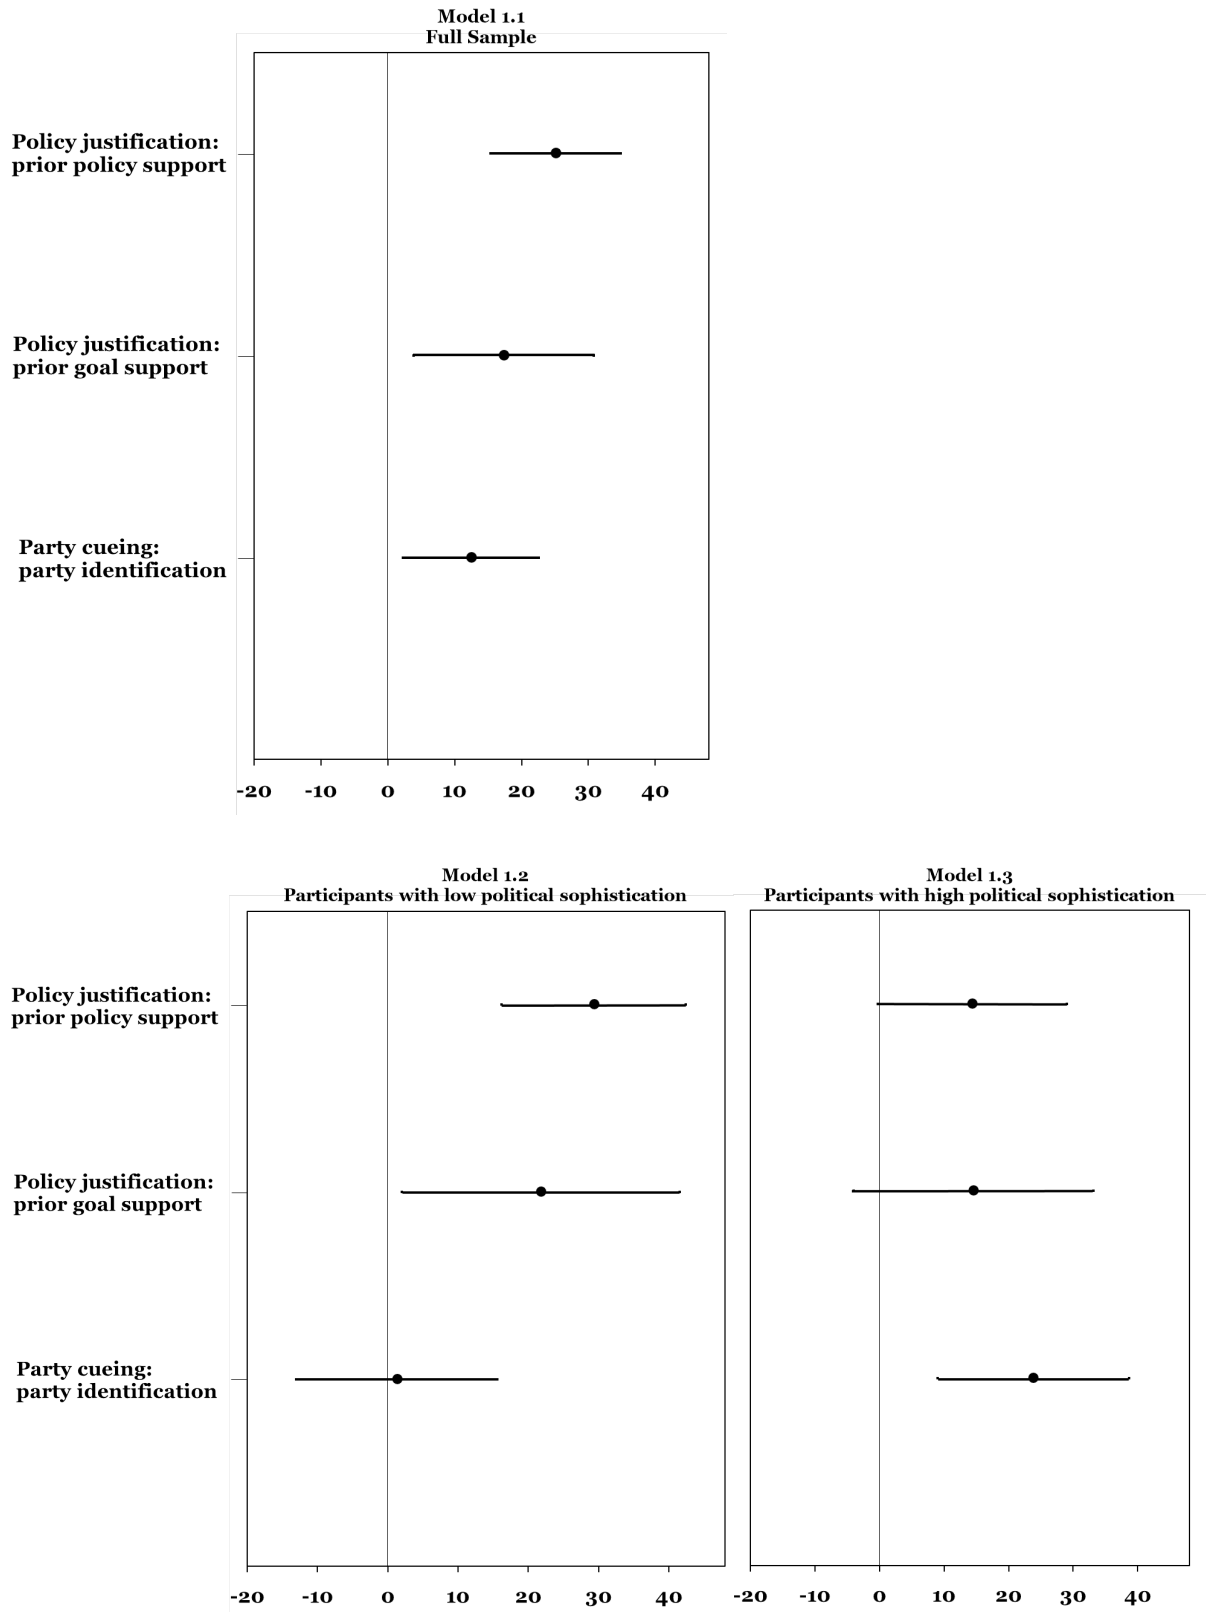 Model 1.1
Full Sample
Policy justification:
prior policy support
Policy justification:
prior goal support
Party cueing:
party identification
-20 -10 0 10 20 30 40
Model 1.2
Participants with low political sophistication
Model 1.3
Participants with high political sophistication
Policy justification:
prior policy support
Policy justification:
prior goal support
Party cueing:
party identification
-20 -10 0 10 20 30 40
-20 -10 0 10 20 30 40